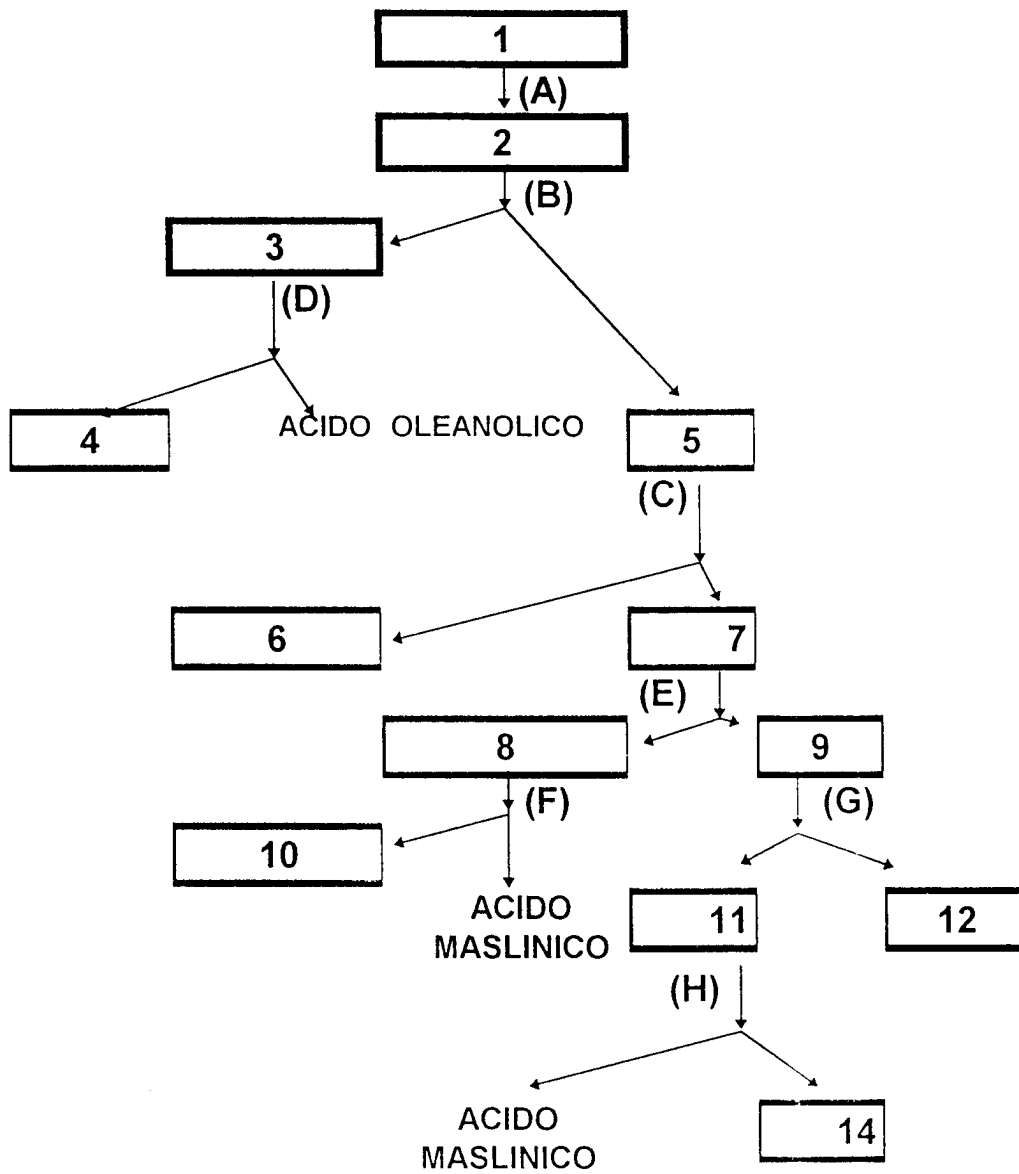 1
(A)
2
(B)
3
(D)
4
ACIDO OLEANOLICO
5
(C)
6
7
(E)
8
9
(F)
(G)
10
ACIDO
MASLINICO
11
12
(H)
ACIDO
MASLINICO
14